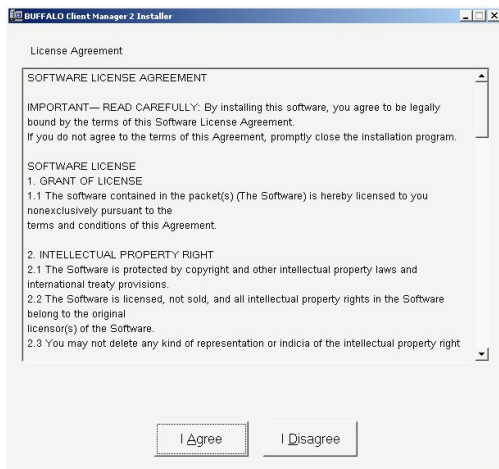 BUFFALO Client Manager 2 Installer
License Agreement
SOFTWARE LICENSE AGREEMENT
IMPORTANT— READ CAREFULLY: By installing this software, you agree to be legally
bound by the terms of this Software License Agreement.
If you do not agree to the terms of this Agreement, promptly close the installation program.
SOFTWARE LICENSE
1. GRANT OF LICENSE
1.1 The software contained in the packet(s) (The Software) is hereby licensed to you
nonexclusively pursuant to the
terms and conditions of this Agreement.
2. INTELLECTUAL PROPERTY RIGHT
2.1 The Software is protected by copyright and other intellectual property laws and
international treaty provisions.
2.2 The Software is licensed, not sold, and all intellectual property rights in the Software
belong to the original
licensor(s) of the Software.
2.3 You may not delete any kind of representation or indicia of the intellectual property right
I Agree
I Disagree